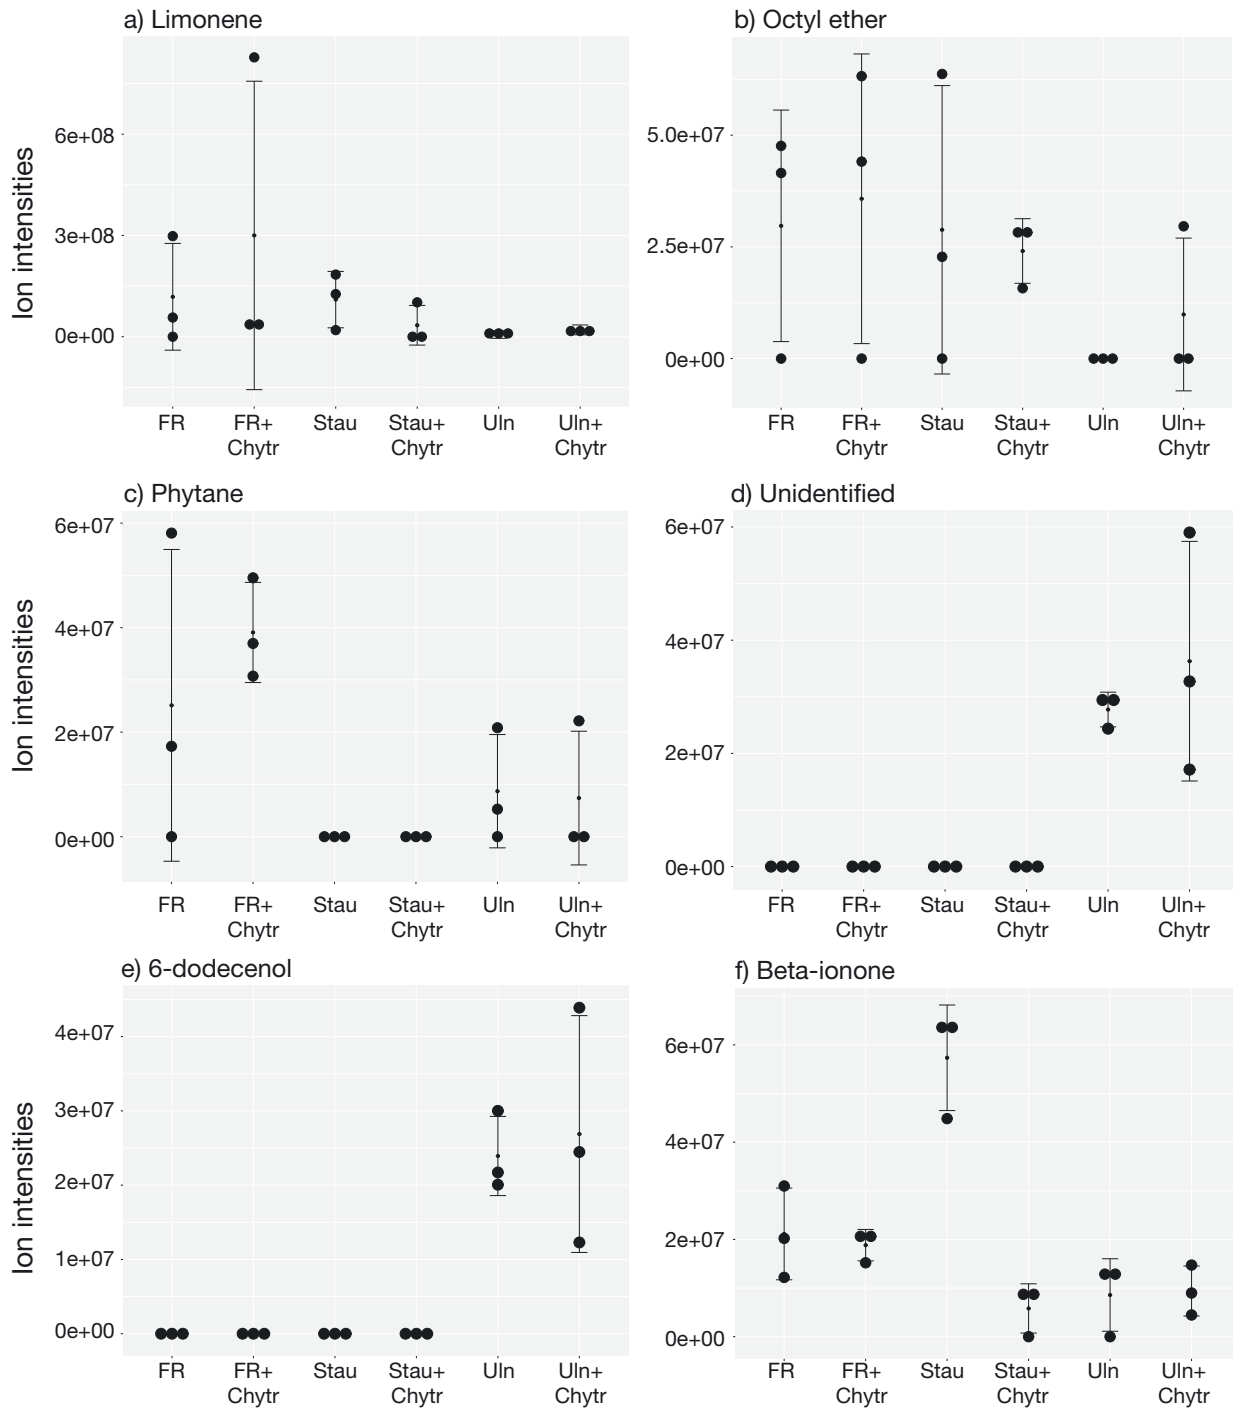 a) Limonene
Ion intensities
6e+08
3e+08
0e+00
FR
FR+
Chytr
Stau
Stau+
Chytr
Uln
Uln+
Chytr
b) Octyl ether
5.0e+07
2.5e+07
0e+00
FR
FR+
Chytr
Stau
Stau+
Chytr
Uln
Uln+
Chytr
c) Phytane
Ion intensities
6e+07
4e+07
2e+07
0e+00
FR
FR+
Chytr
Stau
Stau+
Chytr
Uln
Uln+
Chytr
d) Unidentified
6e+07
4e+07
2e+07
0e+00
FR
FR+
Chytr
Stau
Stau+
Chytr
Uln
Uln+
Chytr
e) 6-dodecenol
Ion intensities
4e+07
3e+07
2e+07
1e+07
0e+00
FR
FR+
Chytr
Stau
Stau+
Chytr
Uln
Uln+
Chytr
f) Beta-ionone
6e+07
4e+07
2e+07
0e+00
FR
FR+
Chytr
Stau
Stau+
Chytr
Uln
Uln+
Chytr